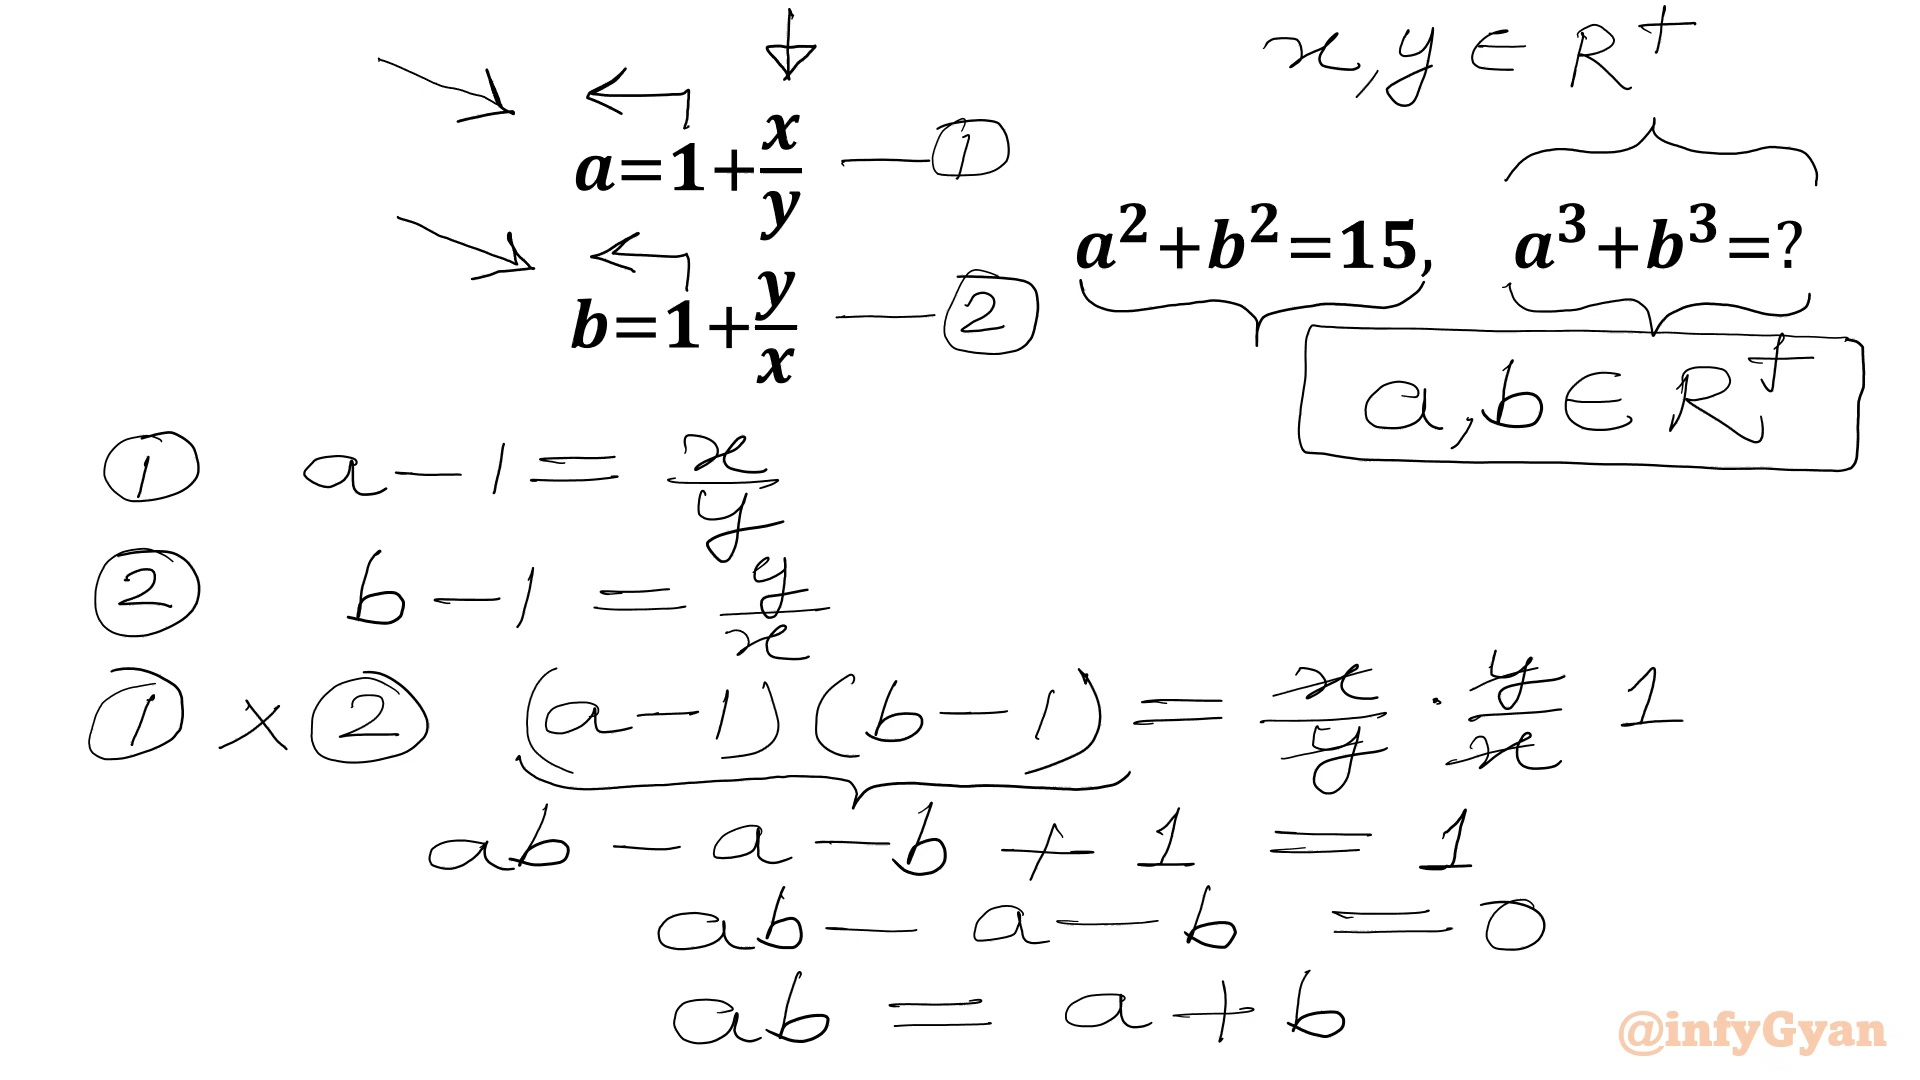 x, y ∈ R⁺
a=1+x/y — ①
b=1+y/x — ②
a²+b²=15, a³+b³=?
a, b ∈ R⁺
① a − 1 = x/y
② b − 1 = y/x
① × ② (a − 1)(b − 1) = x/y · y/x 1
ab − a − b + 1 = 1
ab − a − b = 0
ab = a + b
@infyGyan